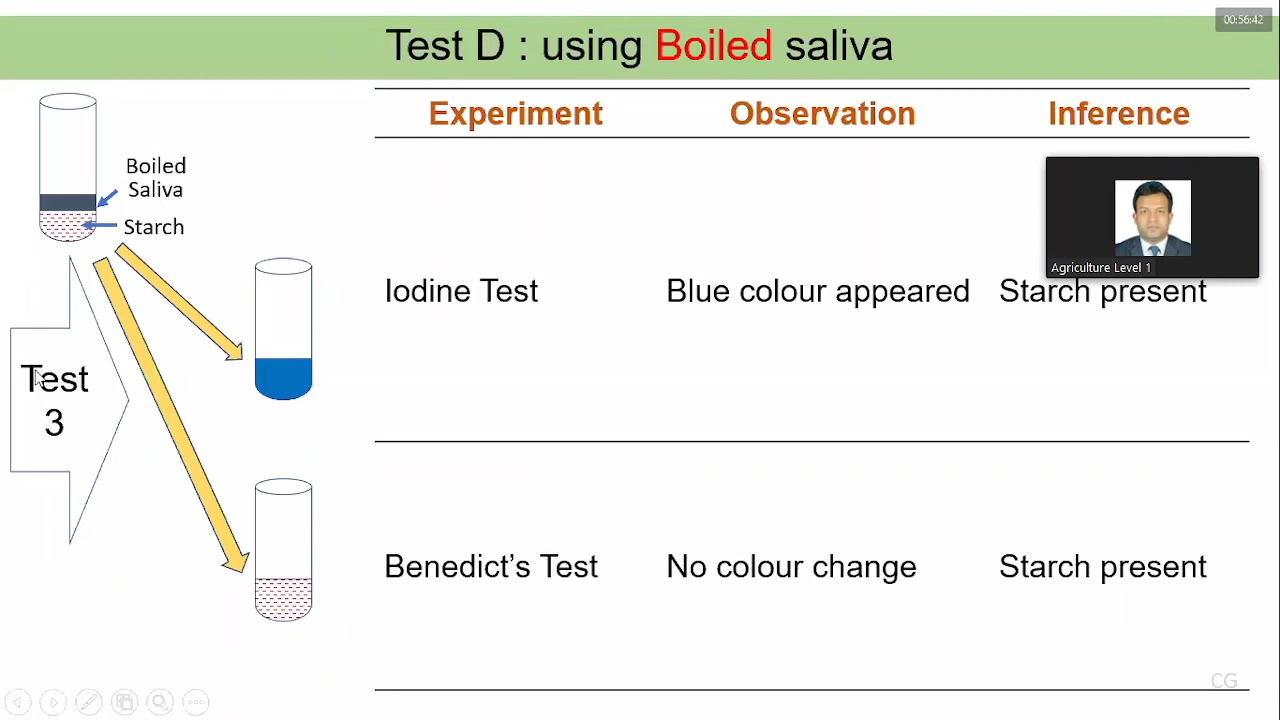 00:56:42
Test D : using Boiled saliva
Experiment Observation Inference
Boiled
Saliva
Starch
Agriculture Level 1
Iodine Test Blue colour appeared Starch present
Test
3
Benedict’s Test No colour change Starch present
CG